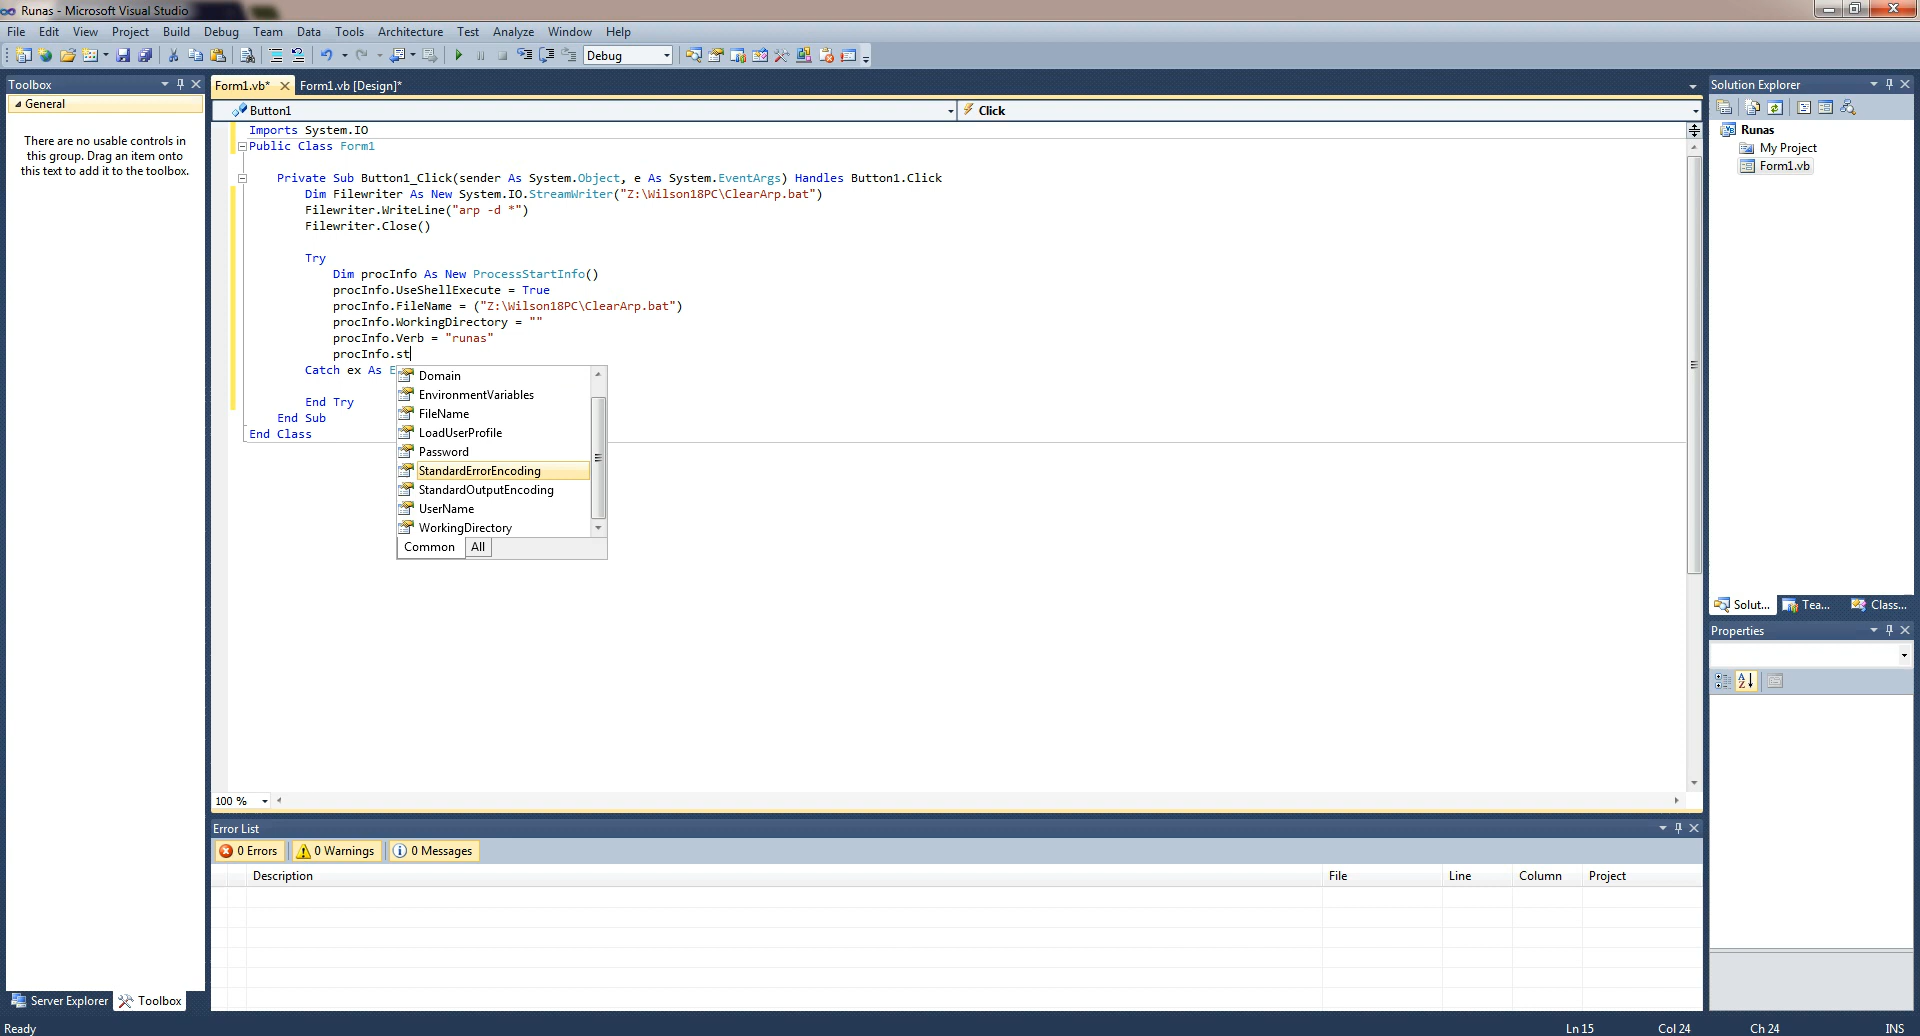 Runas - Microsoft Visual Studio
File Edit View Project Build Debug Team Data Tools Architecture Test Analyze Window Help
Debug
Toolbox
General
There are no usable controls in
this group. Drag an item onto
this text to add it to the toolbox.
Server Explorer Toolbox
Form1.vb* Form1.vb [Design]*
Button1 Click
Imports System.IO
Public Class Form1
Private Sub Button1_Click(sender As System.Object, e As System.EventArgs) Handles Button1.Click
Dim Filewriter As New System.IO.StreamWriter("Z:\Wilson18PC\ClearArp.bat")
Filewriter.WriteLine("arp -d *")
Filewriter.Close()
Try
Dim procInfo As New ProcessStartInfo()
procInfo.UseShellExecute = True
procInfo.FileName = ("Z:\Wilson18PC\ClearArp.bat")
procInfo.WorkingDirectory = ""
procInfo.Verb = "runas"
procInfo.st
Catch ex As E
End Try
End Sub
End Class
Domain
EnvironmentVariables
FileName
LoadUserProfile
Password
StandardErrorEncoding
StandardOutputEncoding
UserName
WorkingDirectory
Common All
100 %
Error List
0 Errors 0 Warnings 0 Messages
Description File Line Column Project
Solution Explorer
Runas
My Project
Form1.vb
Solut... Tea... Class...
Properties
Ready Ln 15 Col 24 Ch 24 INS